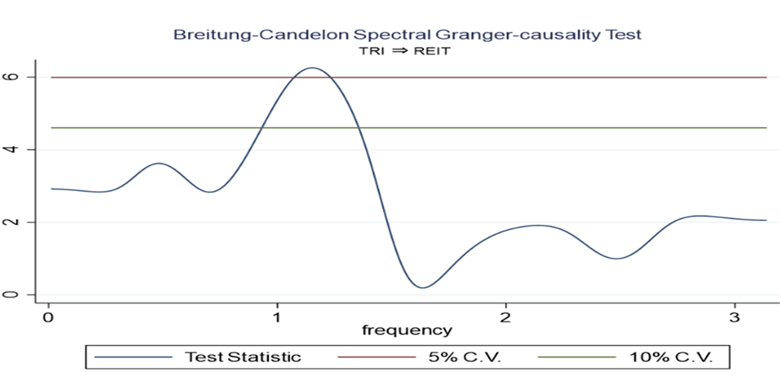 Breitung-Candelon Spectral Granger-causality Test
TRI ⇒ REIT
6
4
2
0
0 1 2 3
frequency
Test Statistic 5% C.V. 10% C.V.